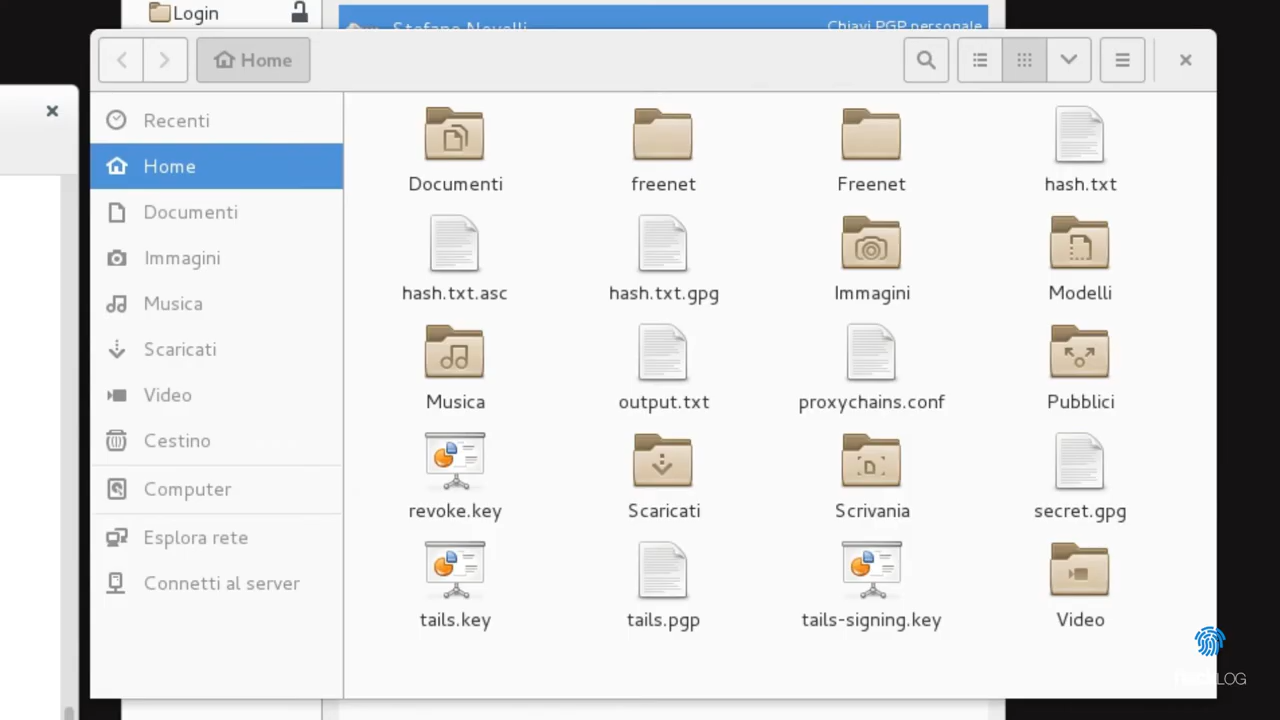 Login
Stefano Novelli
Chiavi PGP personale
Home
Recenti
Home
Documenti
Immagini
Musica
Scaricati
Video
Cestino
Computer
Esplora rete
Connetti al server
Documenti
freenet
Freenet
hash.txt
hash.txt.asc
hash.txt.gpg
Immagini
Modelli
Musica
output.txt
proxychains.conf
Pubblici
revoke.key
Scaricati
Scrivania
secret.gpg
tails.key
tails.pgp
tails-signing.key
Video